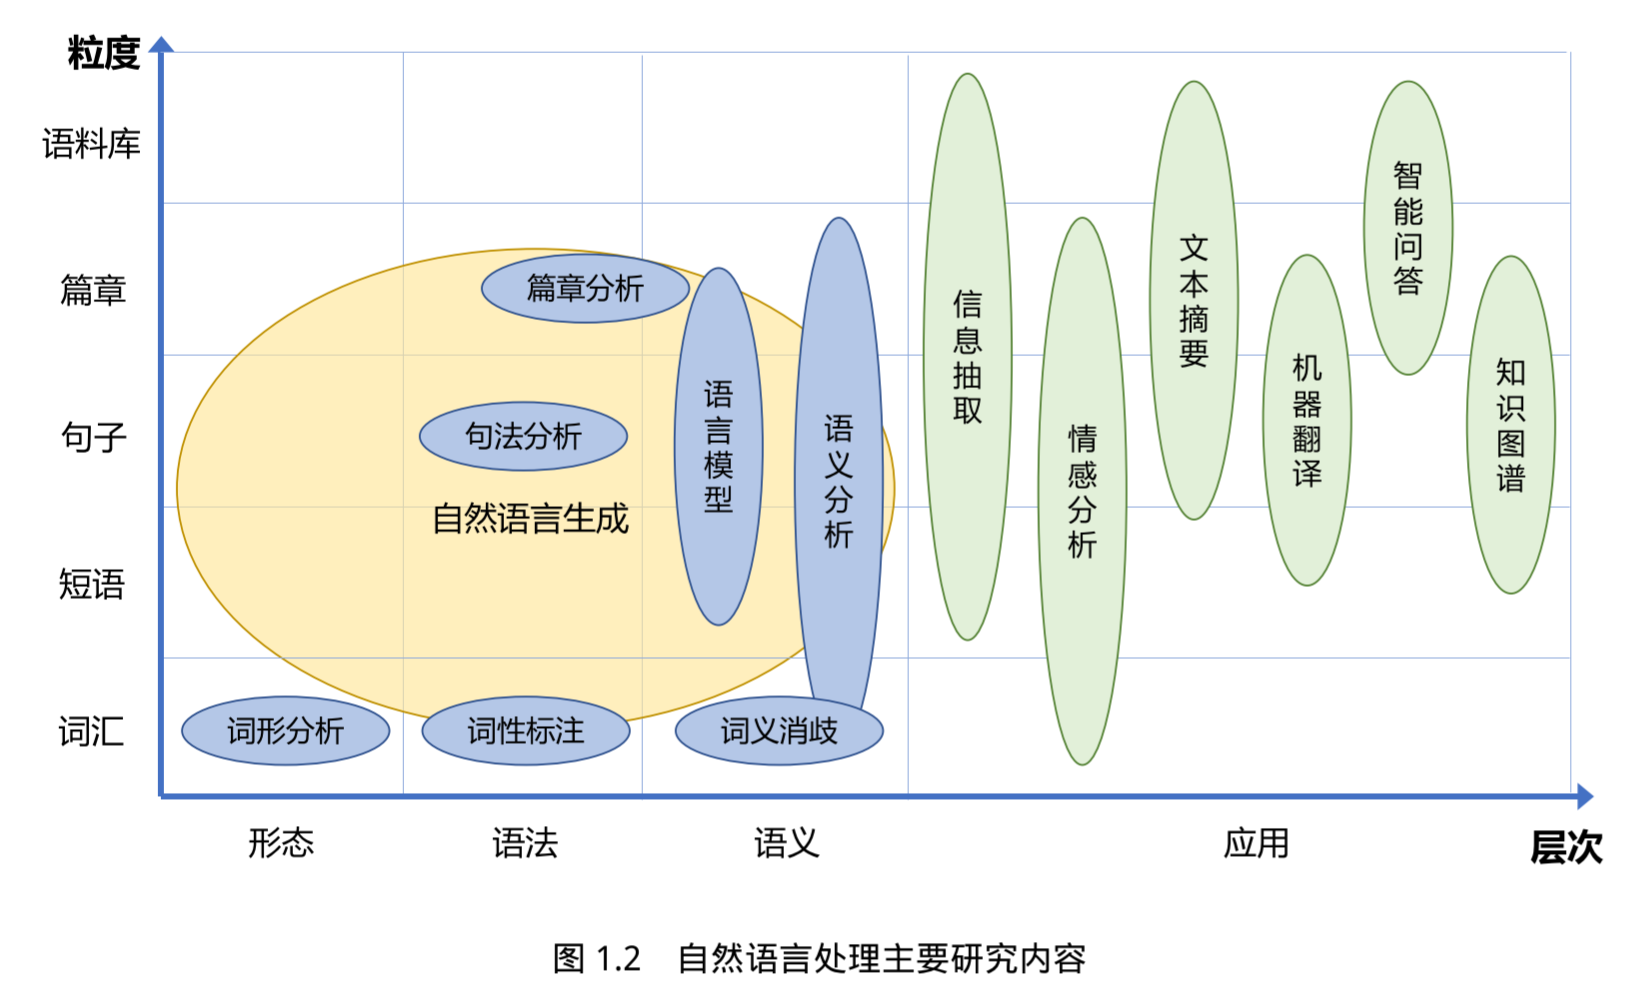 粒度
语料库
篇章
句子
短语
词汇
篇章分析
句法分析
自然语言生成
语言模型
语义分析
词形分析
词性标注
词义消歧
信息抽取
情感分析
文本摘要
机器翻译
智能问答
知识图谱
形态
语法
语义
应用
层次
图 1.2 自然语言处理主要研究内容